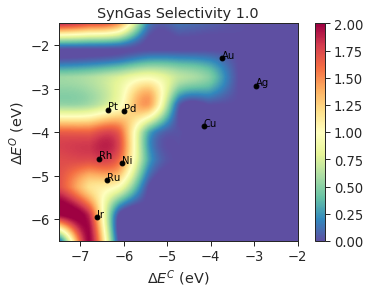 SynGas Selectivity 1.0
ΔE^O (eV)
−2
−3
−4
−5
−6
Au
Ag
Pt
Pd
Cu
Rh
Ni
Ru
Ir
−7
−6
−5
−4
−3
−2
ΔE^C (eV)
2.00
1.75
1.50
1.25
1.00
0.75
0.50
0.25
0.00